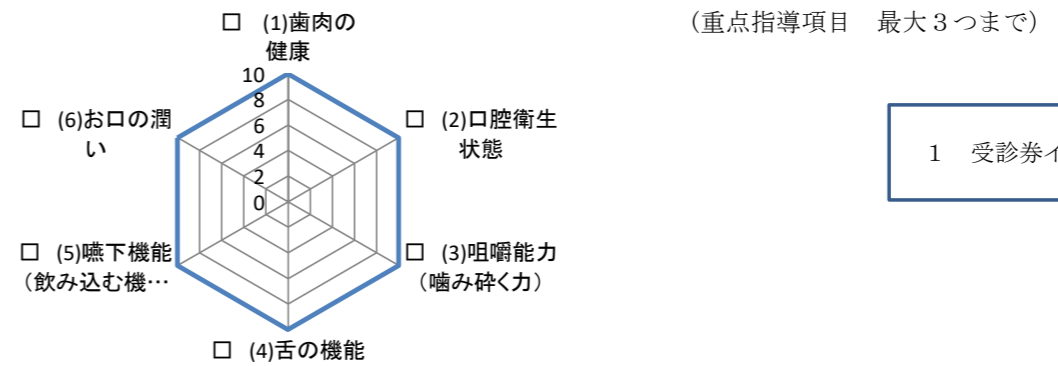 □ (1)歯肉の
健康
(重点指導項目　最大３つまで)
10
8
6
4
2
0
□ (6)お口の潤
い
□ (2)口腔衛生
状態
１　受診券
□ (5)嚥下機能
（飲み込む機…
□ (3)咀嚼能力
（噛み砕く力）
□ (4)舌の機能